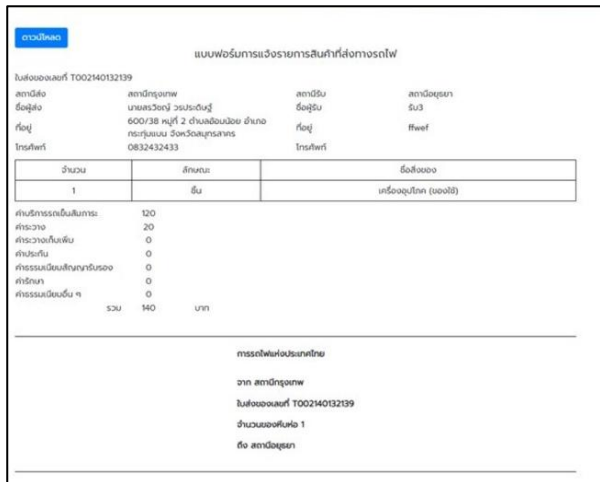 ดาวน์โหลด
แบบฟอร์มการแจ้งรายการสินค้าที่ส่งทางรถไฟ
ใบส่งของเลขที่ T002140132139
สถานีส่ง สถานีกรุงเทพ สถานีรับ สถานีอยุธยา
ชื่อผู้ส่ง นายสรวิชญ์ วรประดิษฐ์ ชื่อผู้รับ รับ3
ที่อยู่ 600/38 หมู่ที่ 2 ตำบลอ้อมน้อย อำเภอกระทุ่มแบน จังหวัดสมุทรสาคร ที่อยู่ ffwef
โทรศัพท์ 0832432433 โทรศัพท์
จำนวน ลักษณะ ชื่อสิ่งของ
1 ชิ้น เครื่องอุปโภค (ของใช้)
ค่าบริการรถเข็นสัมภาระ 120
ค่าระวาง 20
ค่าระวางเก็บเพิ่ม 0
ค่าประกัน 0
ค่าธรรมเนียมสัญญารับรอง 0
ค่ารักษา 0
ค่าธรรมเนียมอื่น ๆ 0
รวม 140 บาท
การรถไฟแห่งประเทศไทย
จาก สถานีกรุงเทพ
ใบส่งของเลขที่ T002140132139
จำนวนของหีบห่อ 1
ถึง สถานีอยุธยา